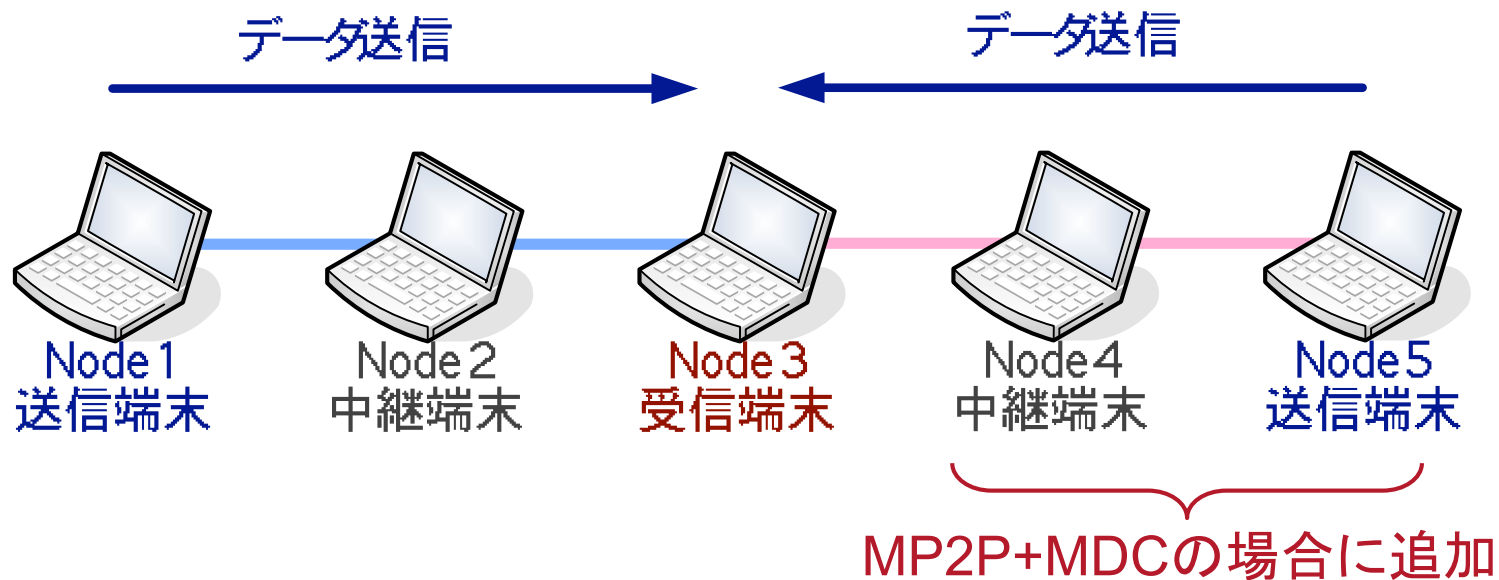 データ送信
データ送信
Node1
送信端末
Node2
中継端末
Node3
受信端末
Node4
中継端末
Node5
送信端末
MP2P+MDCの場合に追加